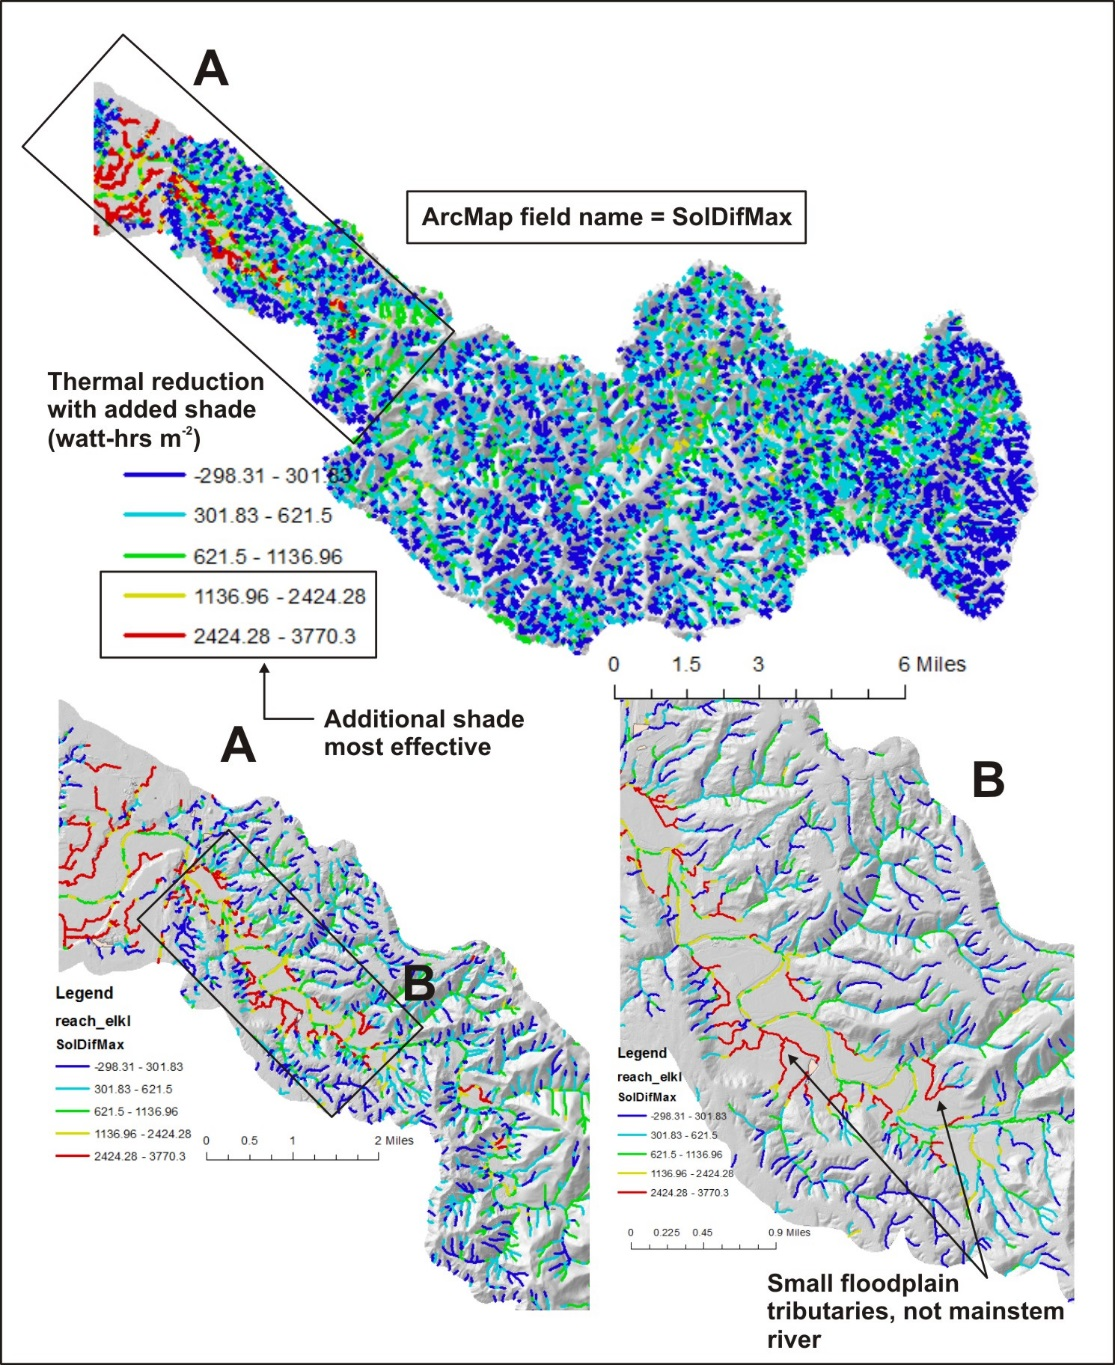 A
ArcMap field name = SolDifMax
Thermal reduction
with added shade
(watt-hrs m⁻²)
-298.31 - 301.83
301.83 - 621.5
621.5 - 1136.96
1136.96 - 2424.28
2424.28 - 3770.3
0 1.5 3 6 Miles
Additional shade
most effective
A
B
Legend
reach_elkl
SolDifMax
-298.31 - 301.83
301.83 - 621.5
621.5 - 1136.96
1136.96 - 2424.28
2424.28 - 3770.3
0 0.5 1 2 Miles
B
Legend
reach_elkl
SolDifMax
-298.31 - 301.83
301.83 - 621.5
621.5 - 1136.96
1136.96 - 2424.28
2424.28 - 3770.3
0 0.225 0.45 0.9 Miles
Small floodplain
tributaries, not mainstem
river